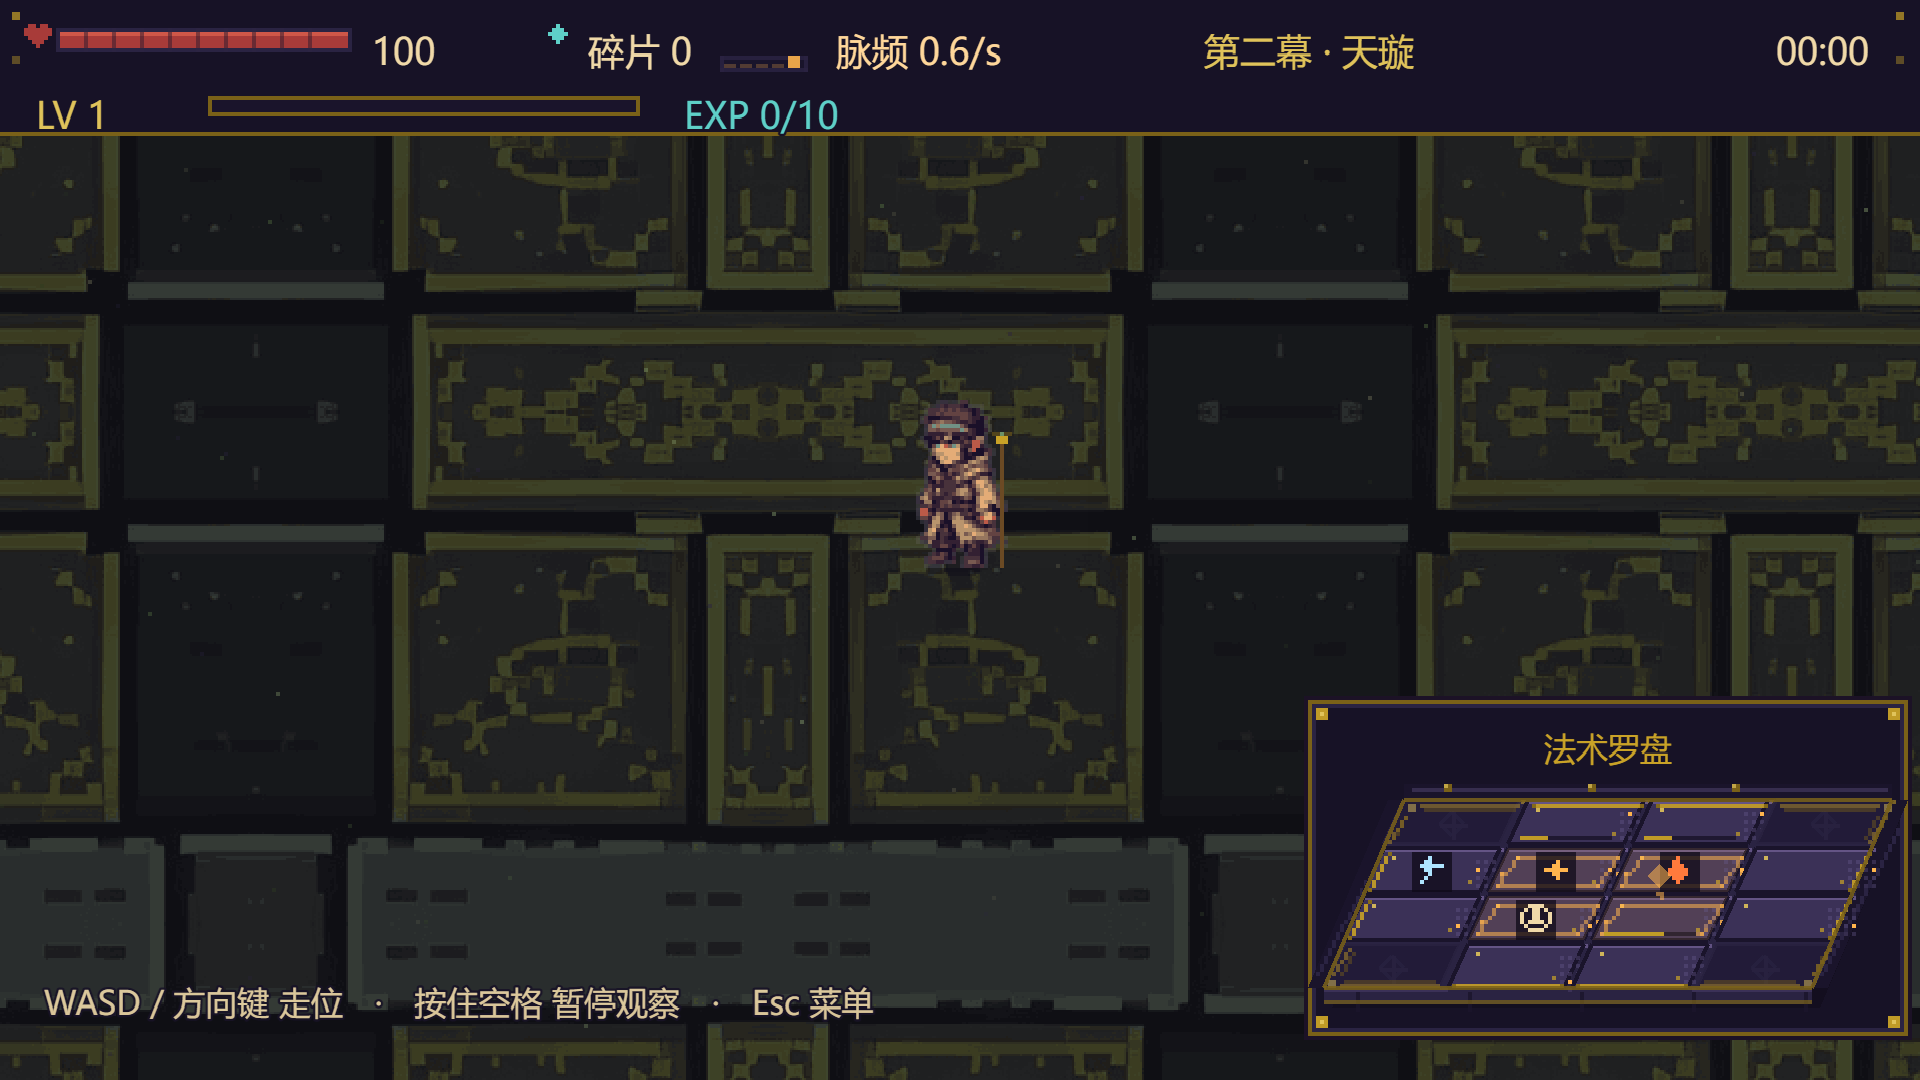 100
碎片 0
脉频 0.6/s
第二幕 · 天璇
00:00
LV 1
EXP 0/10
法术罗盘
WASD / 方向键 走位 · 按住空格 暂停观察 · Esc 菜单